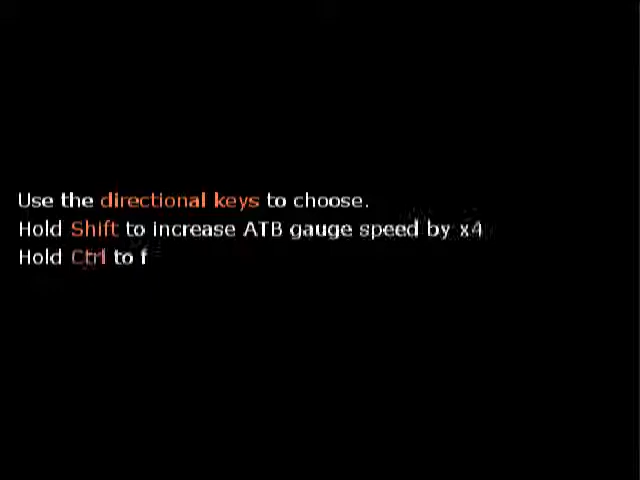 Use the directional keys to choose.
Hold Shift to increase ATB gauge speed by x4
Hold Ctrl to f